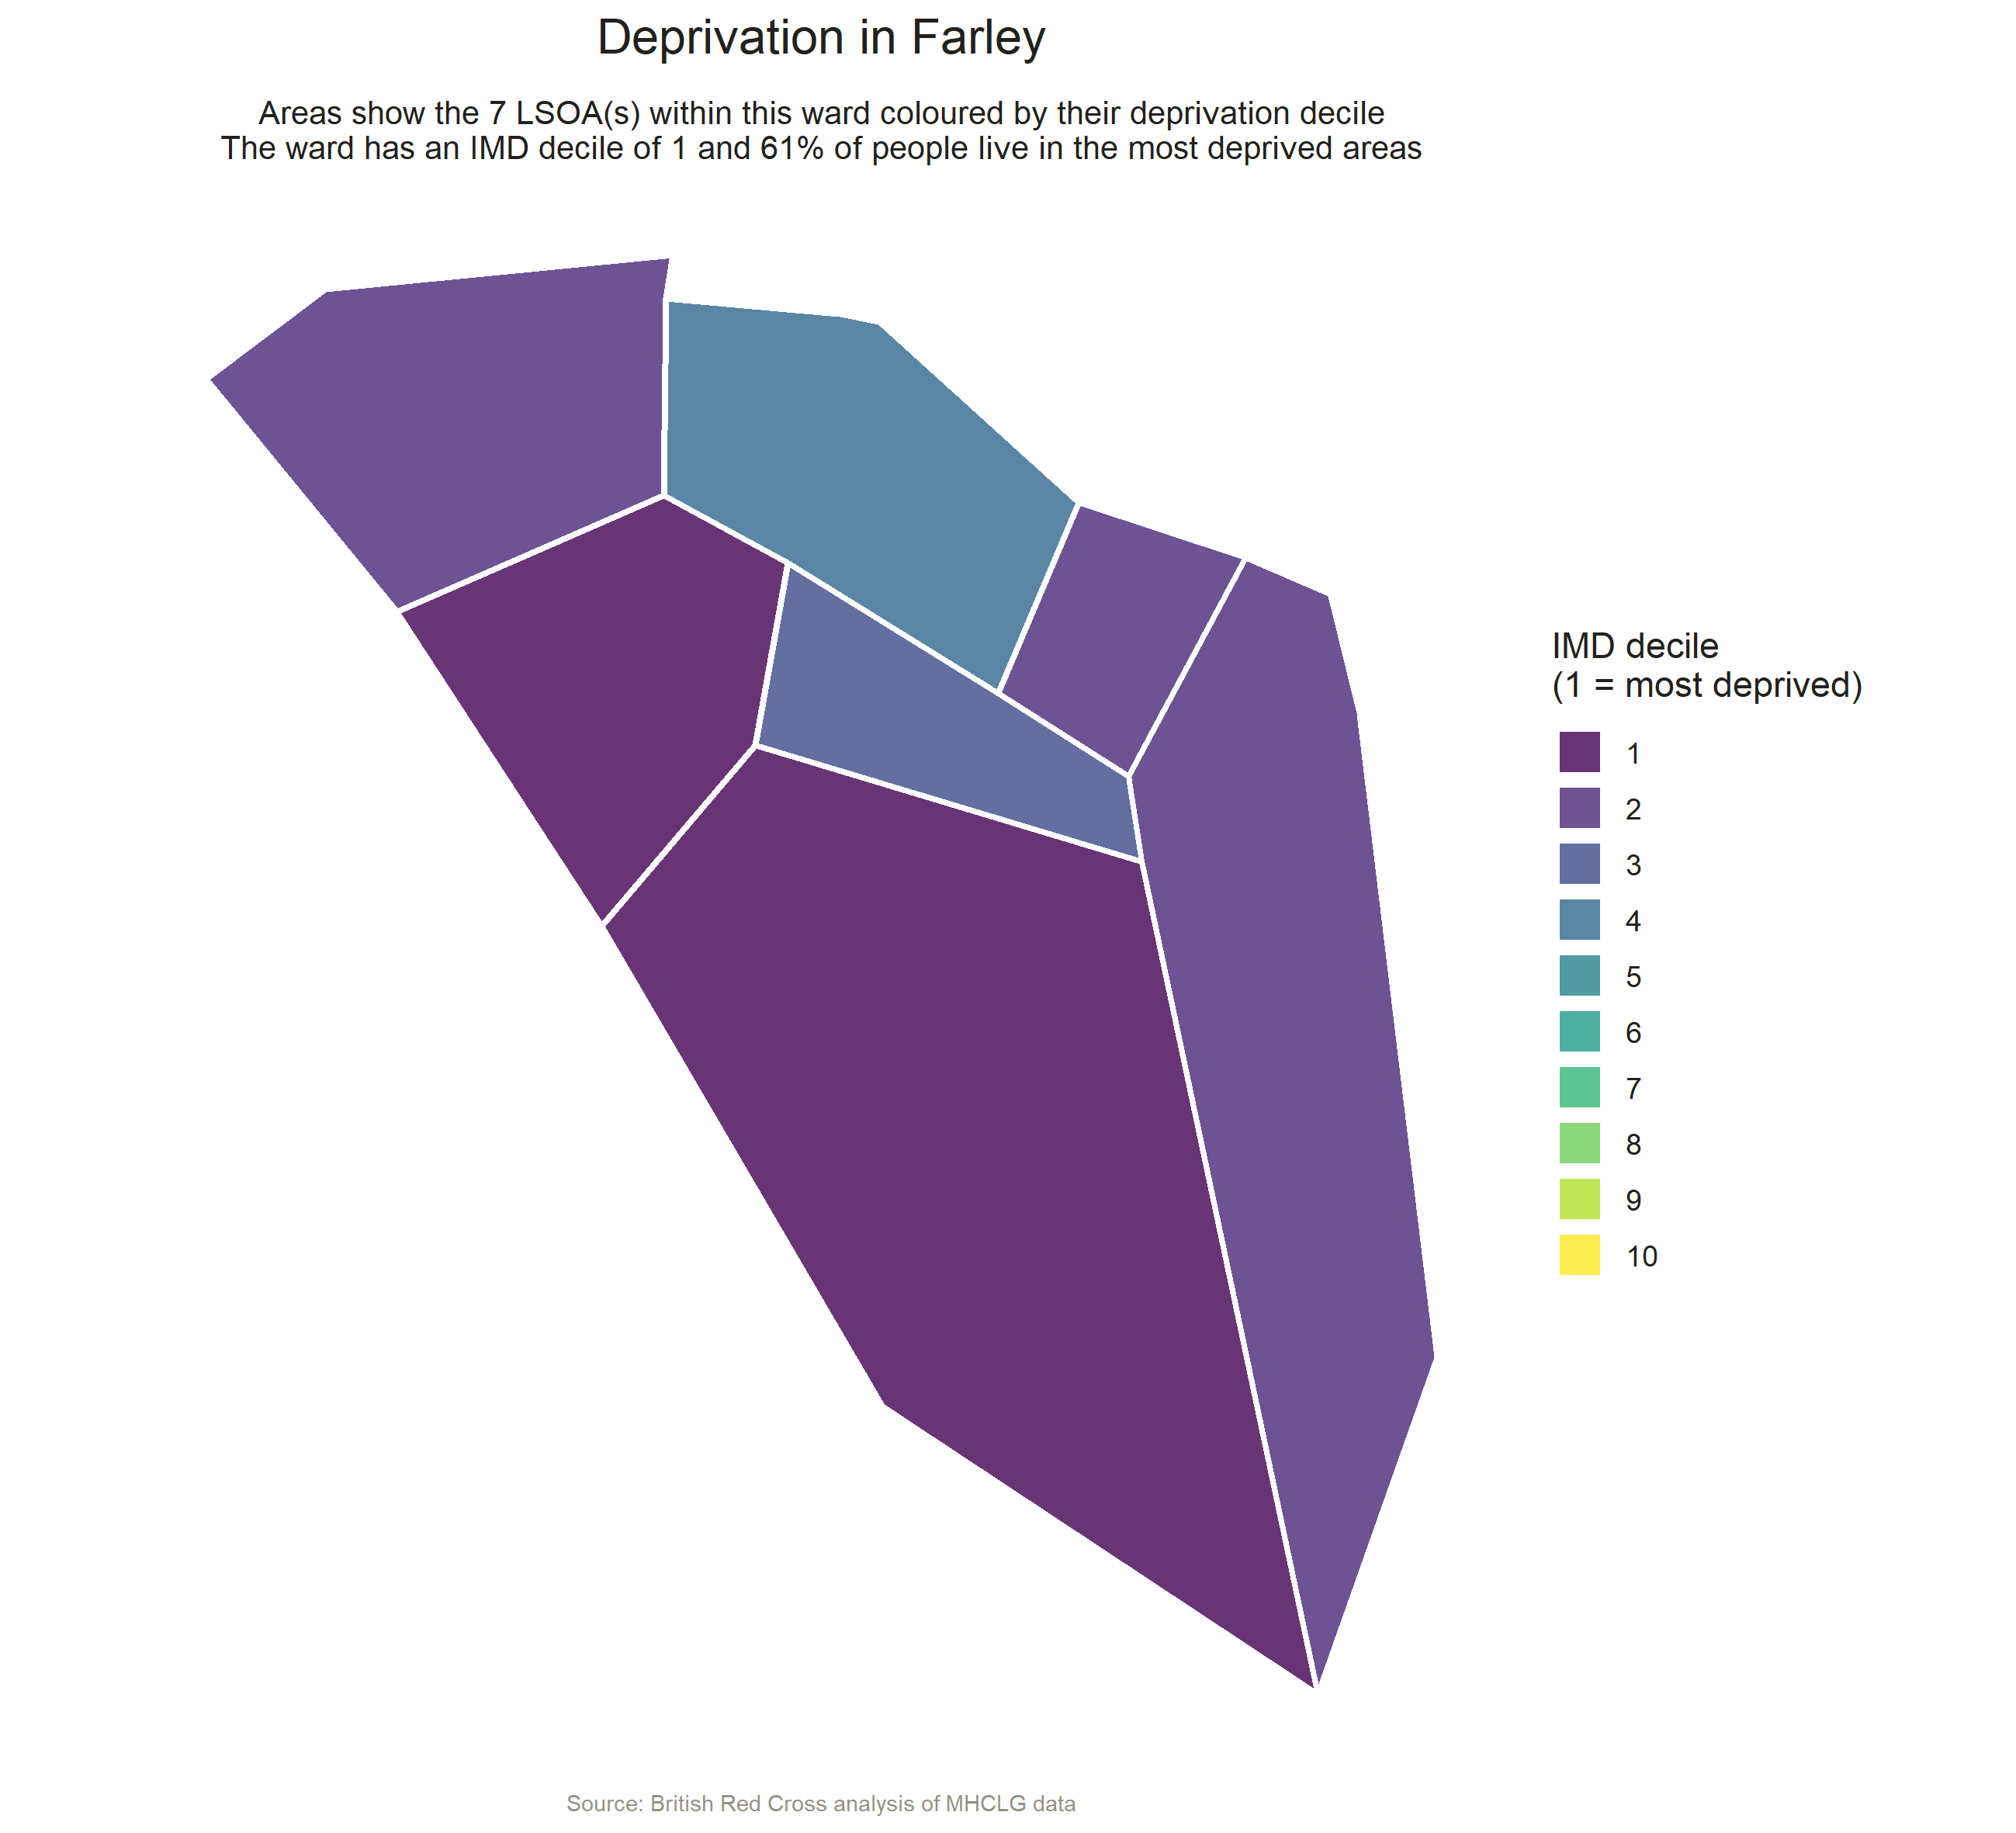 Deprivation in Farley
Areas show the 7 LSOA(s) within this ward coloured by their deprivation decile
The ward has an IMD decile of 1 and 61% of people live in the most deprived areas
IMD decile
(1 = most deprived)
1
2
3
4
5
6
7
8
9
10
Source: British Red Cross analysis of MHCLG data